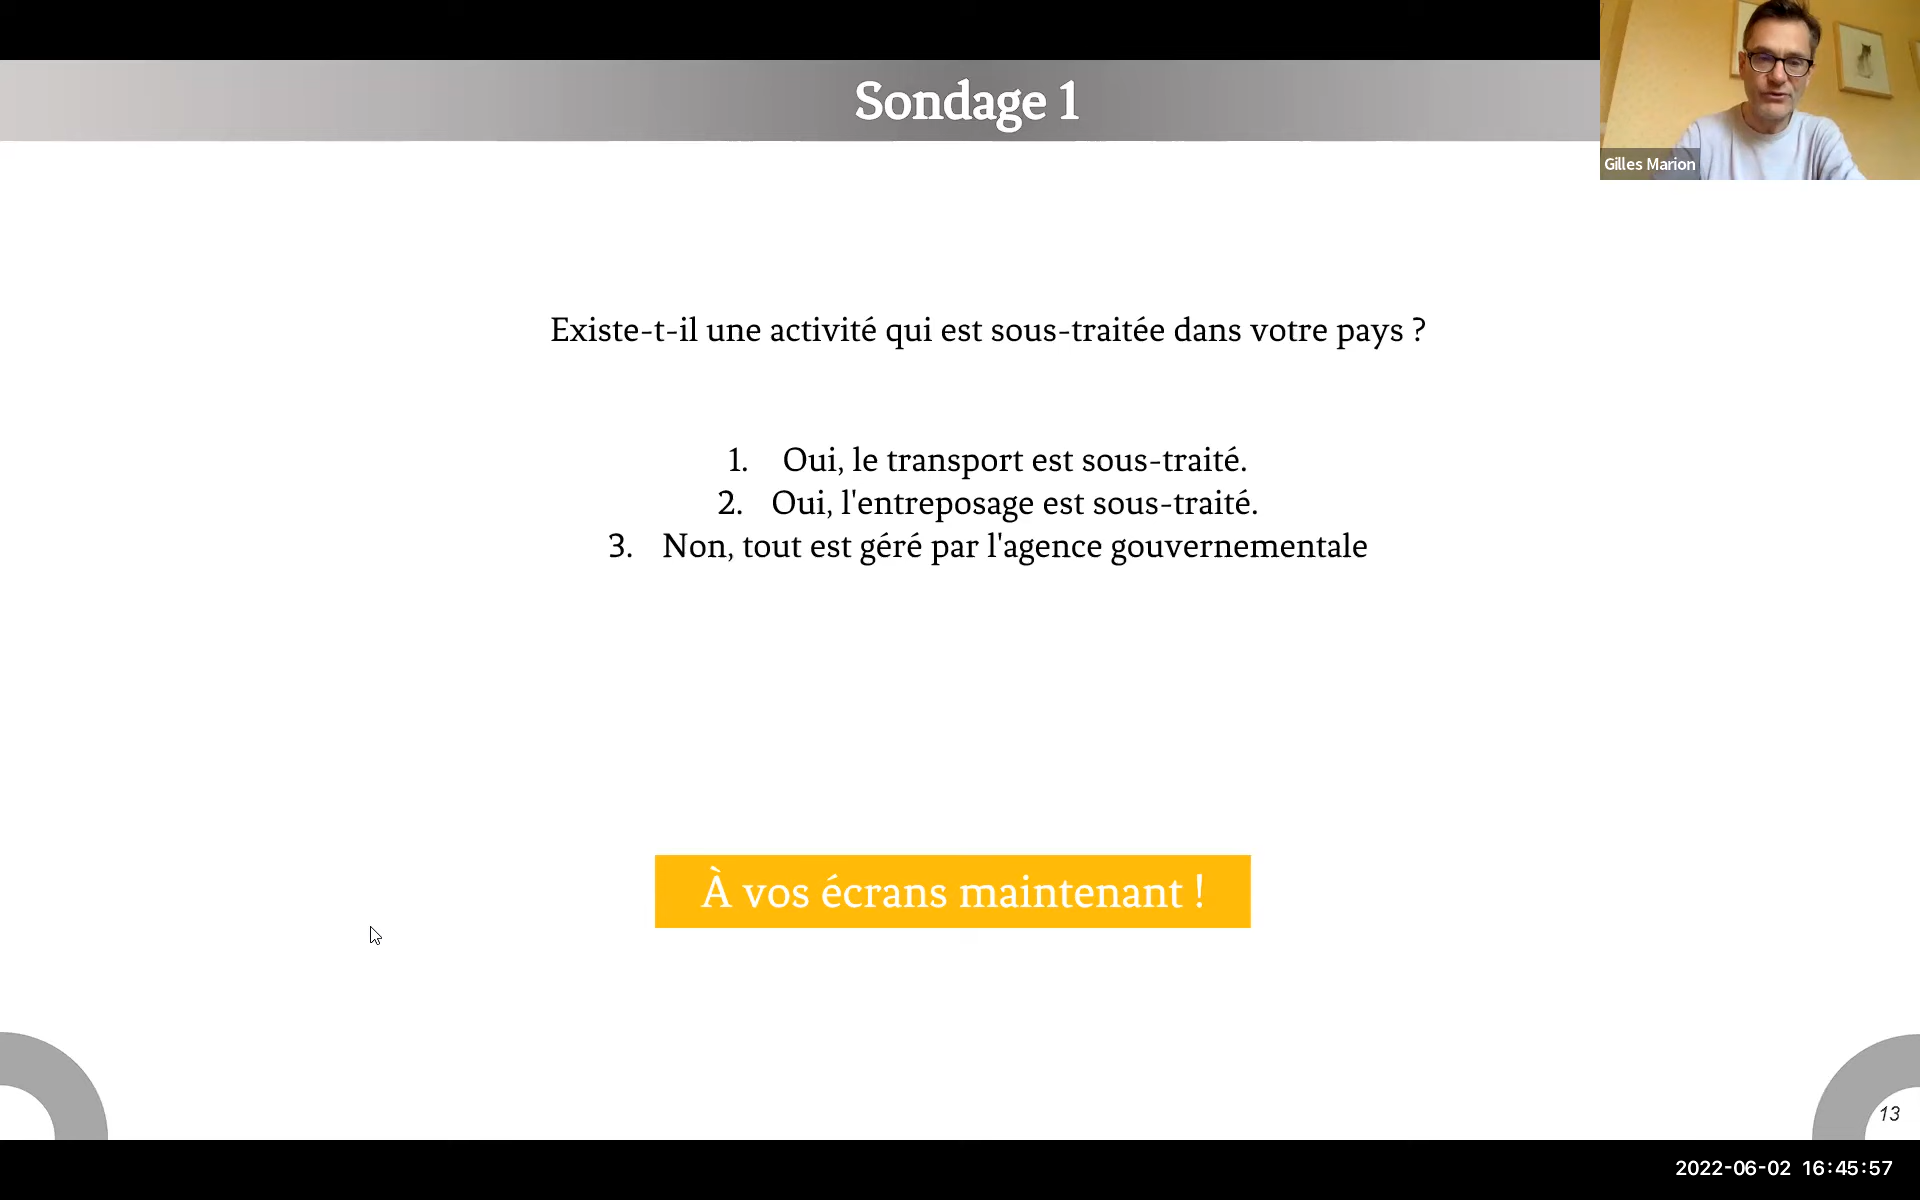 Sondage 1
Gilles Marion
Existe-t-il une activité qui est sous-traitée dans votre pays ?
1. Oui, le transport est sous-traité.
2. Oui, l'entreposage est sous-traité.
3. Non, tout est géré par l'agence gouvernementale
À vos écrans maintenant !
13
2022-06-02 16:45:57